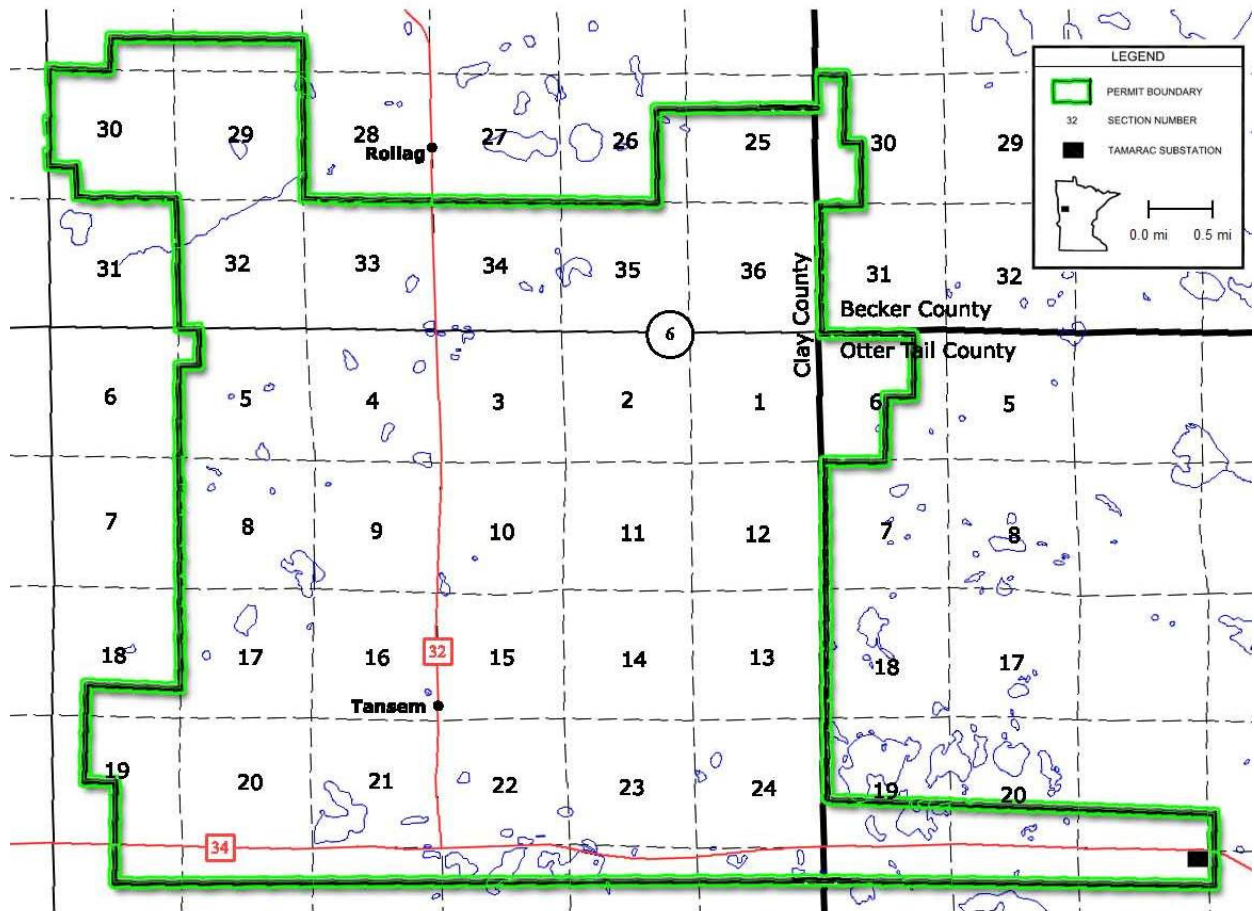 LEGEND
PERMIT BOUNDARY
32 SECTION NUMBER
TAMARAC SUBSTATION
0.0 mi 0.5 mi
30 29 28 27 26 25 30 29
Rollag
31 32 33 34 35 36 31 32
Clay County
Becker County
6
Otter Tail County
6 5 4 3 2 1 6 5
7 8 9 10 11 12 7 8
18 17 16 32 15 14 13 18 17
Tansem
19 20 21 22 23 24 19 20
34